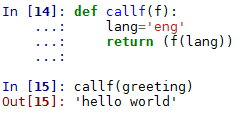 In [14]: def callf(f):
    ...:     lang='eng'
    ...:     return (f(lang))
    ...:
In [15]: callf(greeting)
Out[15]: 'hello world'